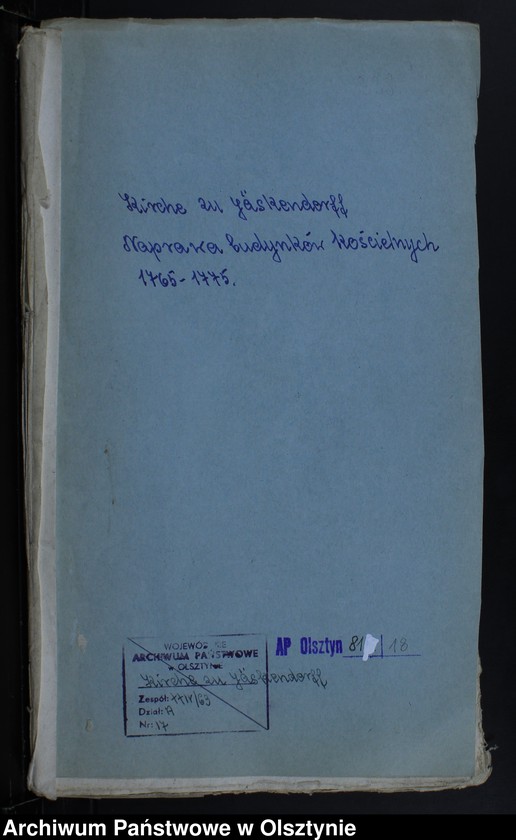 Kirche zu Jäskendorff
Naprawa budynków kościelnych
1765-1775.
AP Olsztyn 81 / 18
ARCHIWUM PAŃSTWOWE
w OLSZTYNIE
Kirche zu Jäskendorff
Zespół:
Dział: A
Nr: 17
Archiwum Państwowe w Olsztynie